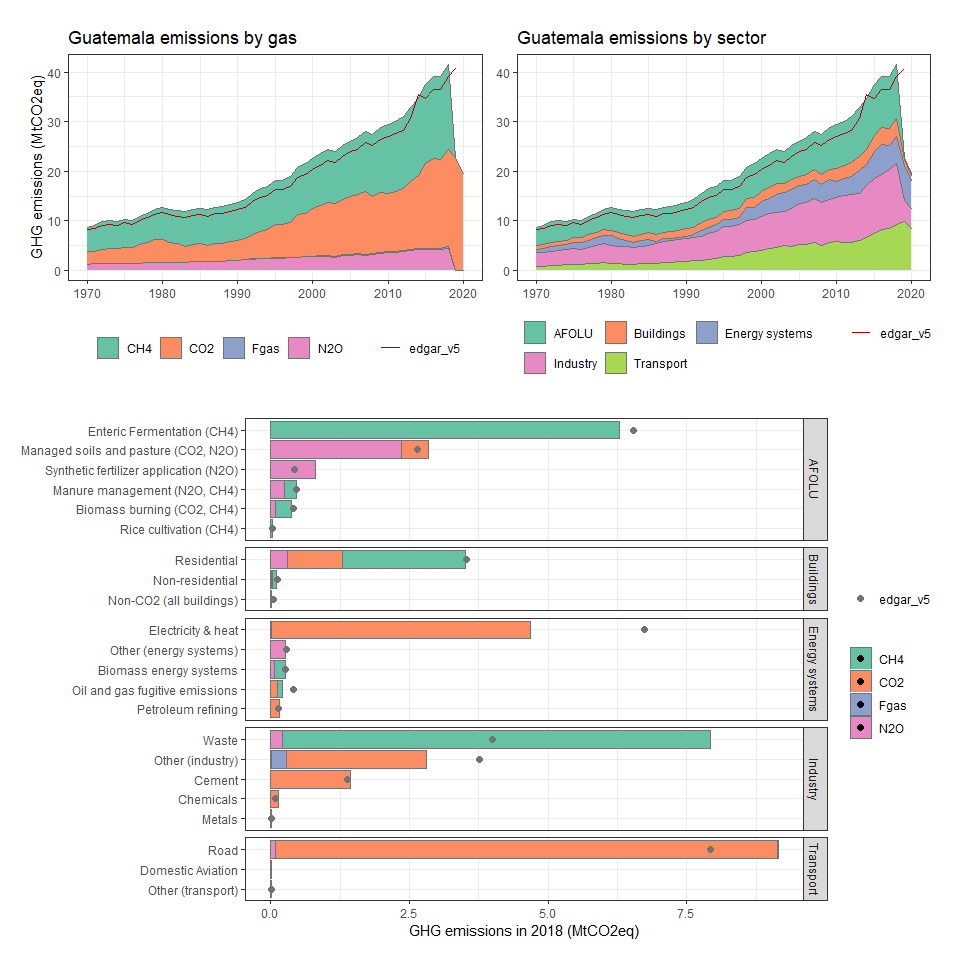 Guatemala emissions by gas
GHG emissions (MtCO2eq)
40
30
20
10
0
1970 1980 1990 2000 2010 2020
CH4 CO2 Fgas N2O edgar_v5
Guatemala emissions by sector
40
30
20
10
0
1970 1980 1990 2000 2010 2020
AFOLU Buildings Energy systems edgar_v5
Industry Transport
Enteric Fermentation (CH4)
Managed soils and pasture (CO2, N2O)
Synthetic fertilizer application (N2O)
Manure management (N2O, CH4)
Biomass burning (CO2, CH4)
Rice cultivation (CH4)
AFOLU
Residential
Non-residential
Non-CO2 (all buildings)
Buildings
Electricity & heat
Other (energy systems)
Biomass energy systems
Oil and gas fugitive emissions
Petroleum refining
Energy systems
Waste
Other (industry)
Cement
Chemicals
Metals
Industry
Road
Domestic Aviation
Other (transport)
Transport
0.0 2.5 5.0 7.5
GHG emissions in 2018 (MtCO2eq)
edgar_v5
CH4
CO2
Fgas
N2O